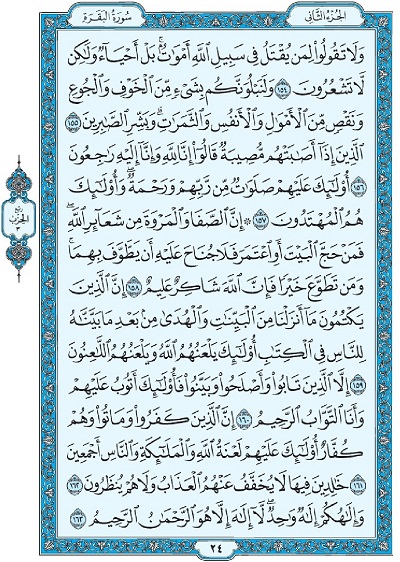 الجزء الثاني
سورة البقرة
وَلَا تَقُولُوا۟ لِمَن يُقْتَلُ فِى سَبِيلِ ٱللَّهِ أَمْوَٰتٌۢ ۚ بَلْ أَحْيَآءٌ وَلَٰكِن
لَّا تَشْعُرُونَ ١٥٤ وَلَنَبْلُوَنَّكُم بِشَىْءٍ مِّنَ ٱلْخَوْفِ وَٱلْجُوعِ
وَنَقْصٍ مِّنَ ٱلْأَمْوَٰلِ وَٱلْأَنفُسِ وَٱلثَّمَرَٰتِ ۗ وَبَشِّرِ ٱلصَّٰبِرِينَ ١٥٥
ٱلَّذِينَ إِذَآ أَصَٰبَتْهُم مُّصِيبَةٌ قَالُوٓا۟ إِنَّا لِلَّهِ وَإِنَّآ إِلَيْهِ رَٰجِعُونَ
١٥٦ أُو۟لَٰٓئِكَ عَلَيْهِمْ صَلَوَٰتٌ مِّن رَّبِّهِمْ وَرَحْمَةٌ ۖ وَأُو۟لَٰٓئِكَ
هُمُ ٱلْمُهْتَدُونَ ١٥٧ ۞ إِنَّ ٱلصَّفَا وَٱلْمَرْوَةَ مِن شَعَآئِرِ ٱللَّهِ ۖ
فَمَنْ حَجَّ ٱلْبَيْتَ أَوِ ٱعْتَمَرَ فَلَا جُنَاحَ عَلَيْهِ أَن يَطَّوَّفَ بِهِمَا ۚ
وَمَن تَطَوَّعَ خَيْرًا فَإِنَّ ٱللَّهَ شَاكِرٌ عَلِيمٌ ١٥٨ إِنَّ ٱلَّذِينَ
يَكْتُمُونَ مَآ أَنزَلْنَا مِنَ ٱلْبَيِّنَٰتِ وَٱلْهُدَىٰ مِنۢ بَعْدِ مَا بَيَّنَّٰهُ
لِلنَّاسِ فِى ٱلْكِتَٰبِ ۙ أُو۟لَٰٓئِكَ يَلْعَنُهُمُ ٱللَّهُ وَيَلْعَنُهُمُ ٱللَّٰعِنُونَ
١٥٩ إِلَّا ٱلَّذِينَ تَابُوا۟ وَأَصْلَحُوا۟ وَبَيَّنُوا۟ فَأُو۟لَٰٓئِكَ أَتُوبُ عَلَيْهِمْ ۚ
وَأَنَا ٱلتَّوَّابُ ٱلرَّحِيمُ ١٦٠ إِنَّ ٱلَّذِينَ كَفَرُوا۟ وَمَاتُوا۟ وَهُمْ
كُفَّارٌ أُو۟لَٰٓئِكَ عَلَيْهِمْ لَعْنَةُ ٱللَّهِ وَٱلْمَلَٰٓئِكَةِ وَٱلنَّاسِ أَجْمَعِينَ
١٦١ خَٰلِدِينَ فِيهَا ۖ لَا يُخَفَّفُ عَنْهُمُ ٱلْعَذَابُ وَلَا هُمْ يُنظَرُونَ ١٦٢
وَإِلَٰهُكُمْ إِلَٰهٌ وَٰحِدٌ ۖ لَّآ إِلَٰهَ إِلَّا هُوَ ٱلرَّحْمَٰنُ ٱلرَّحِيمُ ١٦٣
ربع
الحزب
٣
٢٤